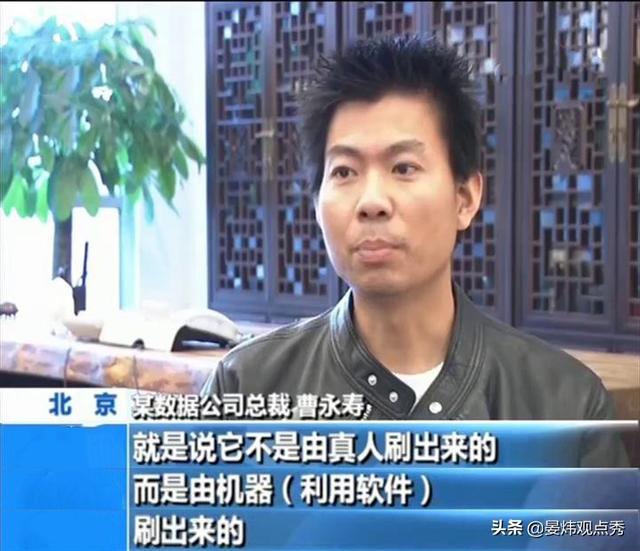 北京 某数据公司总裁 曹永寿
就是说它不是由真人刷出来的
而是由机器（利用软件）
刷出来的
头条 @晏炜观点秀